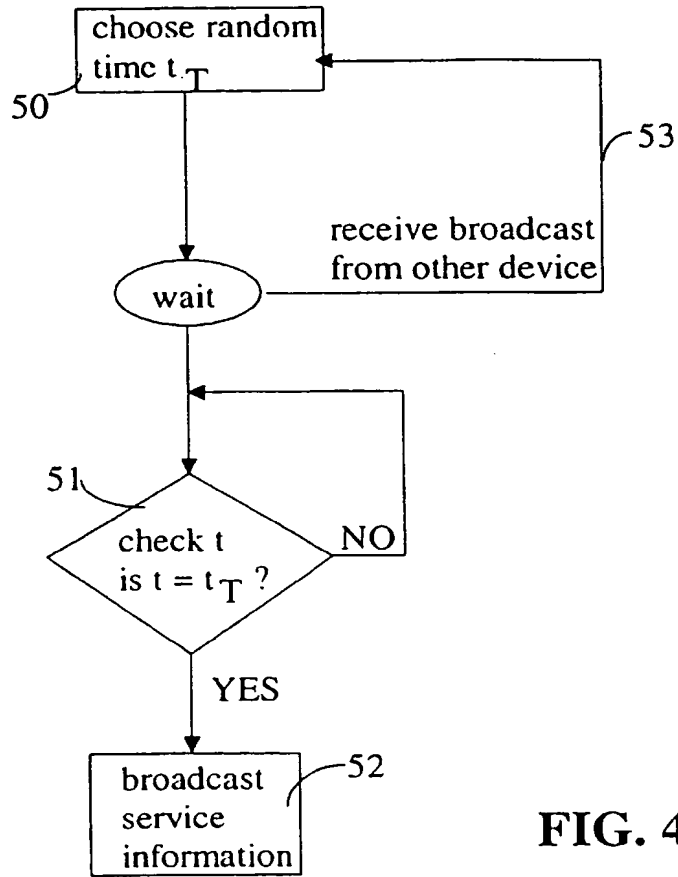 choose random
time t_T
50
53
receive broadcast
from other device
wait
51
check t
NO
is t = t_T ?
YES
52
broadcast
service
information
FIG. 4